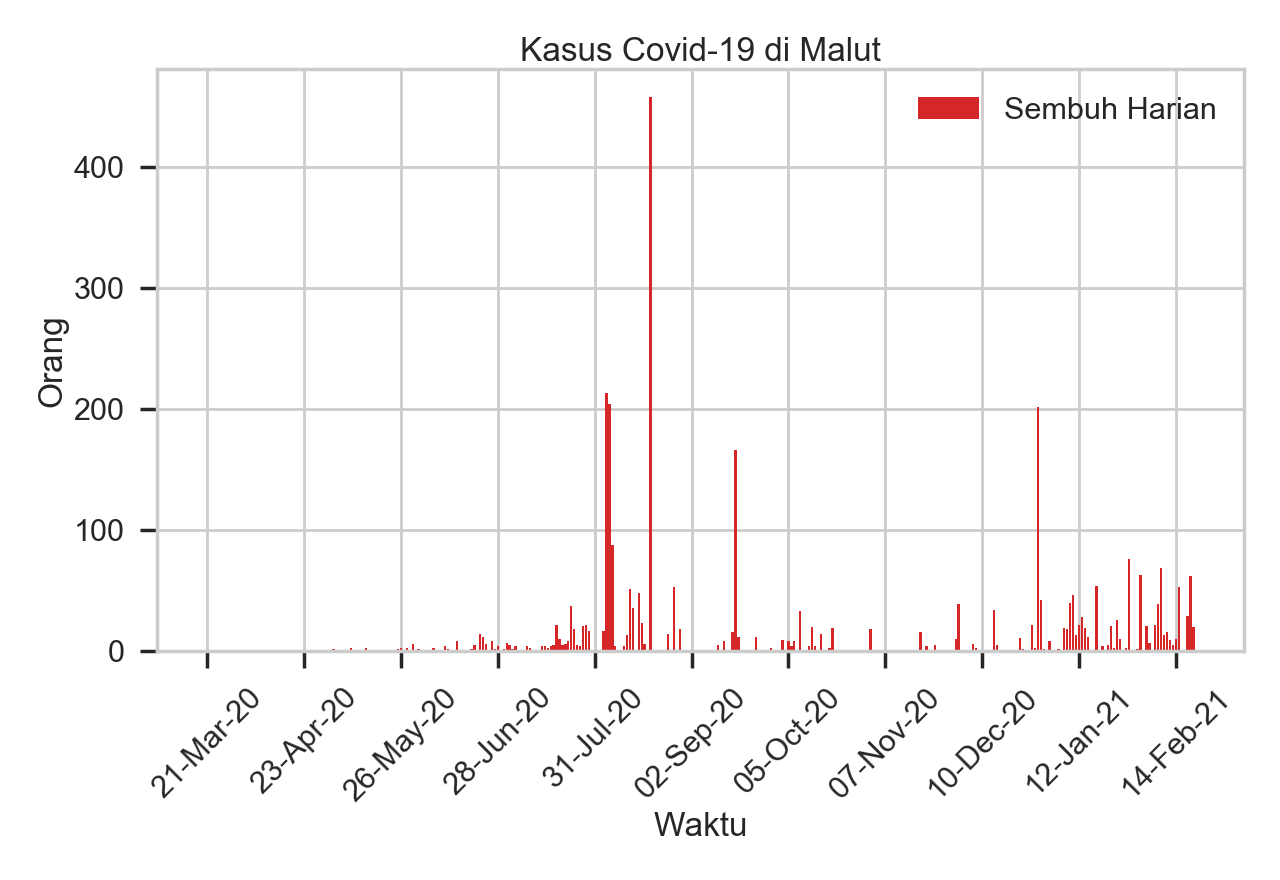 Kasus Covid-19 di Malut
Sembuh Harian
Orang
400
300
200
100
0
21-Mar-20
23-Apr-20
26-May-20
28-Jun-20
31-Jul-20
02-Sep-20
05-Oct-20
07-Nov-20
10-Dec-20
12-Jan-21
14-Feb-21
Waktu